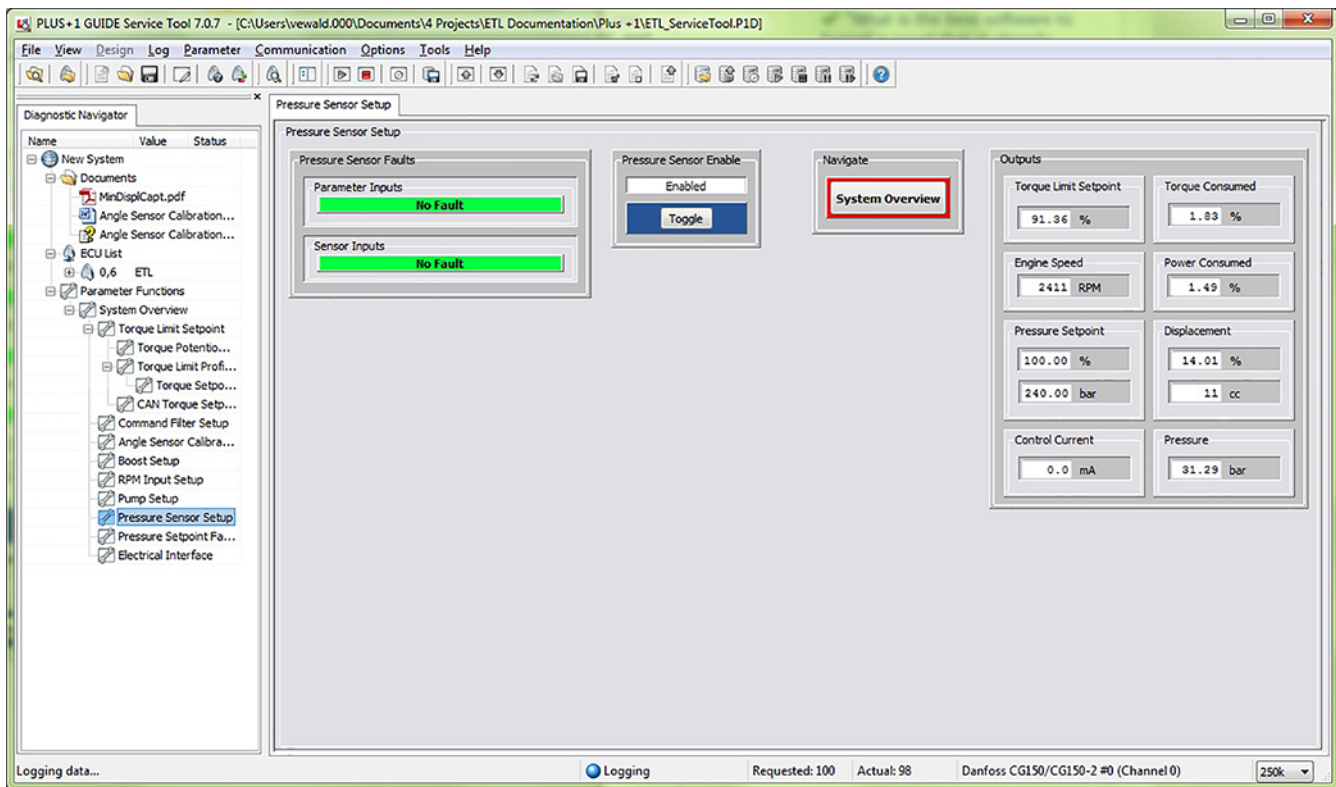 PLUS+1 GUIDE Service Tool 7.0.7 - [C:\Users\vewald.000\Documents\4 Projects\ETL Documentation\Plus +1\ETL_ServiceTool.P1D]
File View Design Log Parameter Communication Options Tools Help
Diagnostic Navigator
Name Value Status
New System
Documents
MinDisplCapt.pdf
Angle Sensor Calibration...
Angle Sensor Calibration...
ECU List
0,6 ETL
Parameter Functions
System Overview
Torque Limit Setpoint
Torque Potentio...
Torque Limit Profi...
Torque Setpo...
CAN Torque Setp...
Command Filter Setup
Angle Sensor Calibra...
Boost Setup
RPM Input Setup
Pump Setup
Pressure Sensor Setup
Pressure Setpoint Fa...
Electrical Interface
Pressure Sensor Setup
Pressure Sensor Setup
Pressure Sensor Faults
Parameter Inputs
No Fault
Sensor Inputs
No Fault
Pressure Sensor Enable
Enabled
Toggle
Navigate
System Overview
Outputs
Torque Limit Setpoint Torque Consumed
91.36 % 1.83 %
Engine Speed Power Consumed
2411 RPM 1.49 %
Pressure Setpoint Displacement
100.00 % 14.01 %
240.00 bar 11 cc
Control Current Pressure
0.0 mA 31.29 bar
Logging data... Logging Requested: 100 Actual: 98 Danfoss CG150/CG150-2 #0 (Channel 0) 250k